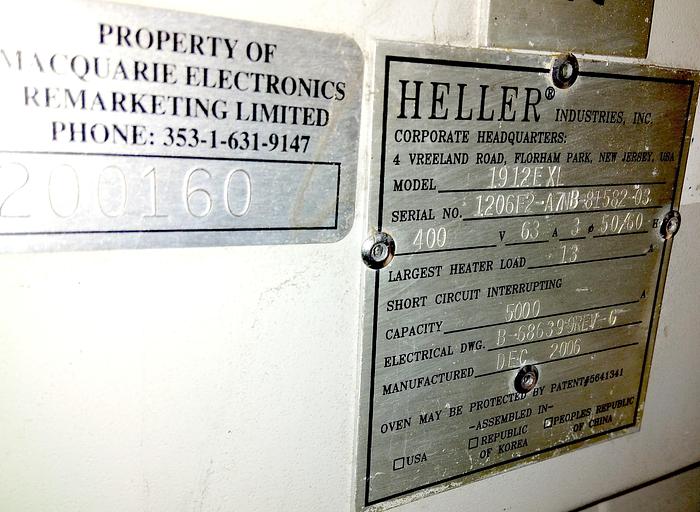 PROPERTY OF
MACQUARIE ELECTRONICS
REMARKETING LIMITED
PHONE: 353-1-631-9147
200160
HELLER® INDUSTRIES, INC.
CORPORATE HEADQUARTERS:
4 VREELAND ROAD, FLORHAM PARK, NEW JERSEY, USA
MODEL 1912EXL
SERIAL NO. 1206F2-A7NB-81582-03
400 V 63 A 3 ø 50/60 H
LARGEST HEATER LOAD 13 A
SHORT CIRCUIT INTERRUPTING
CAPACITY 5000 A
ELECTRICAL DWG. B-686399REV-G
MANUFACTURED DEC 2006
OVEN MAY BE PROTECTED BY PATENT#5641341
-ASSEMBLED IN-
☐USA ☐REPUBLIC OF KOREA ☐PEOPLES REPUBLIC OF CHINA